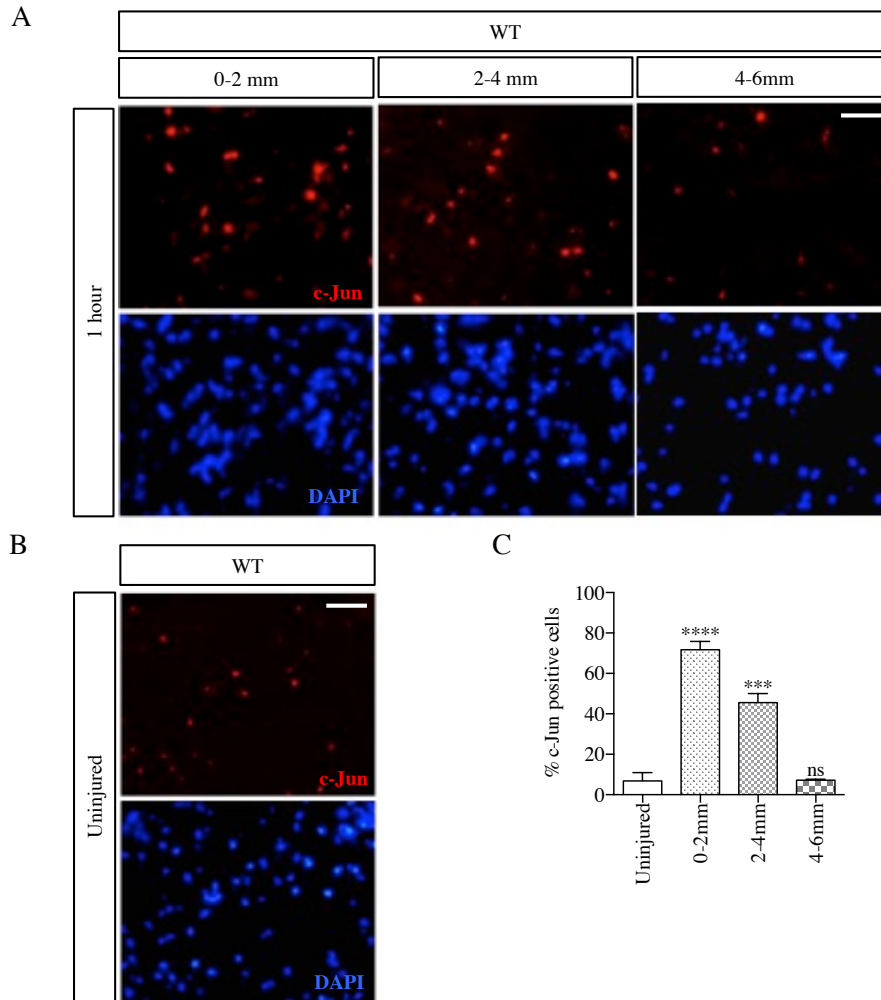 A
WT
0-2 mm
2-4 mm
4-6mm
1 hour
c-Jun
DAPI
B
WT
Uninjured
c-Jun
DAPI
C
% c-Jun positive cells
100
80
60
40
20
0
****
***
ns
Uninjured
0-2mm
2-4mm
4-6mm